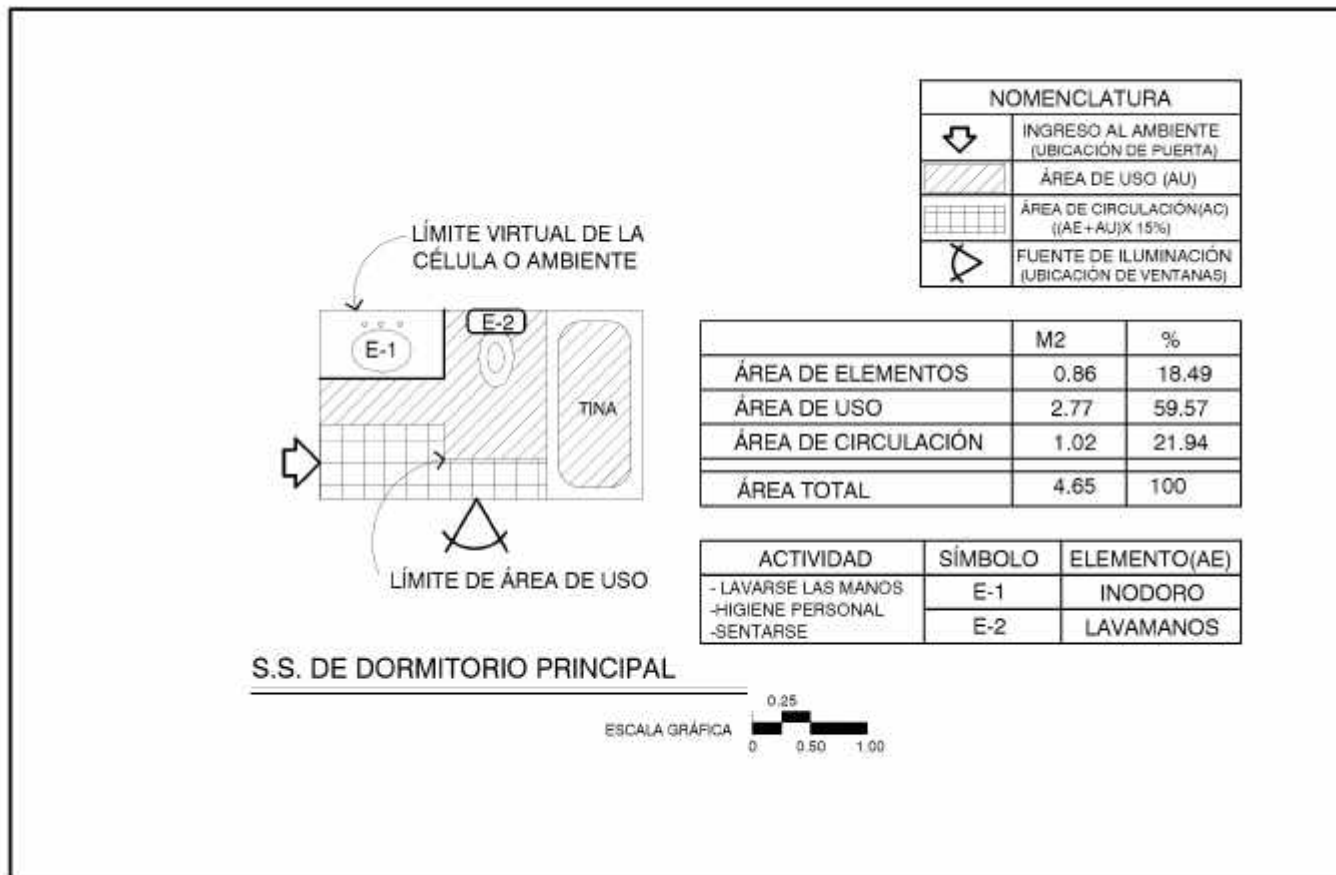 NOMENCLATURA
INGRESO AL AMBIENTE
(UBICACIÓN DE PUERTA)
ÁREA DE USO (AU)
ÁREA DE CIRCULACIÓN(AC)
((AE+AU)X 15%)
FUENTE DE ILUMINACIÓN
(UBICACIÓN DE VENTANAS)
LÍMITE VIRTUAL DE LA
CÉLULA O AMBIENTE
E-1
E-2
TINA
LÍMITE DE ÁREA DE USO
M2 %
ÁREA DE ELEMENTOS 0.86 18.49
ÁREA DE USO 2.77 59.57
ÁREA DE CIRCULACIÓN 1.02 21.94
ÁREA TOTAL 4.65 100
ACTIVIDAD SÍMBOLO ELEMENTO(AE)
- LAVARSE LAS MANOS
-HIGIENE PERSONAL
-SENTARSE
E-1 INODORO
E-2 LAVAMANOS
S.S. DE DORMITORIO PRINCIPAL
ESCALA GRÁFICA
0.25
0 0.50 1.00